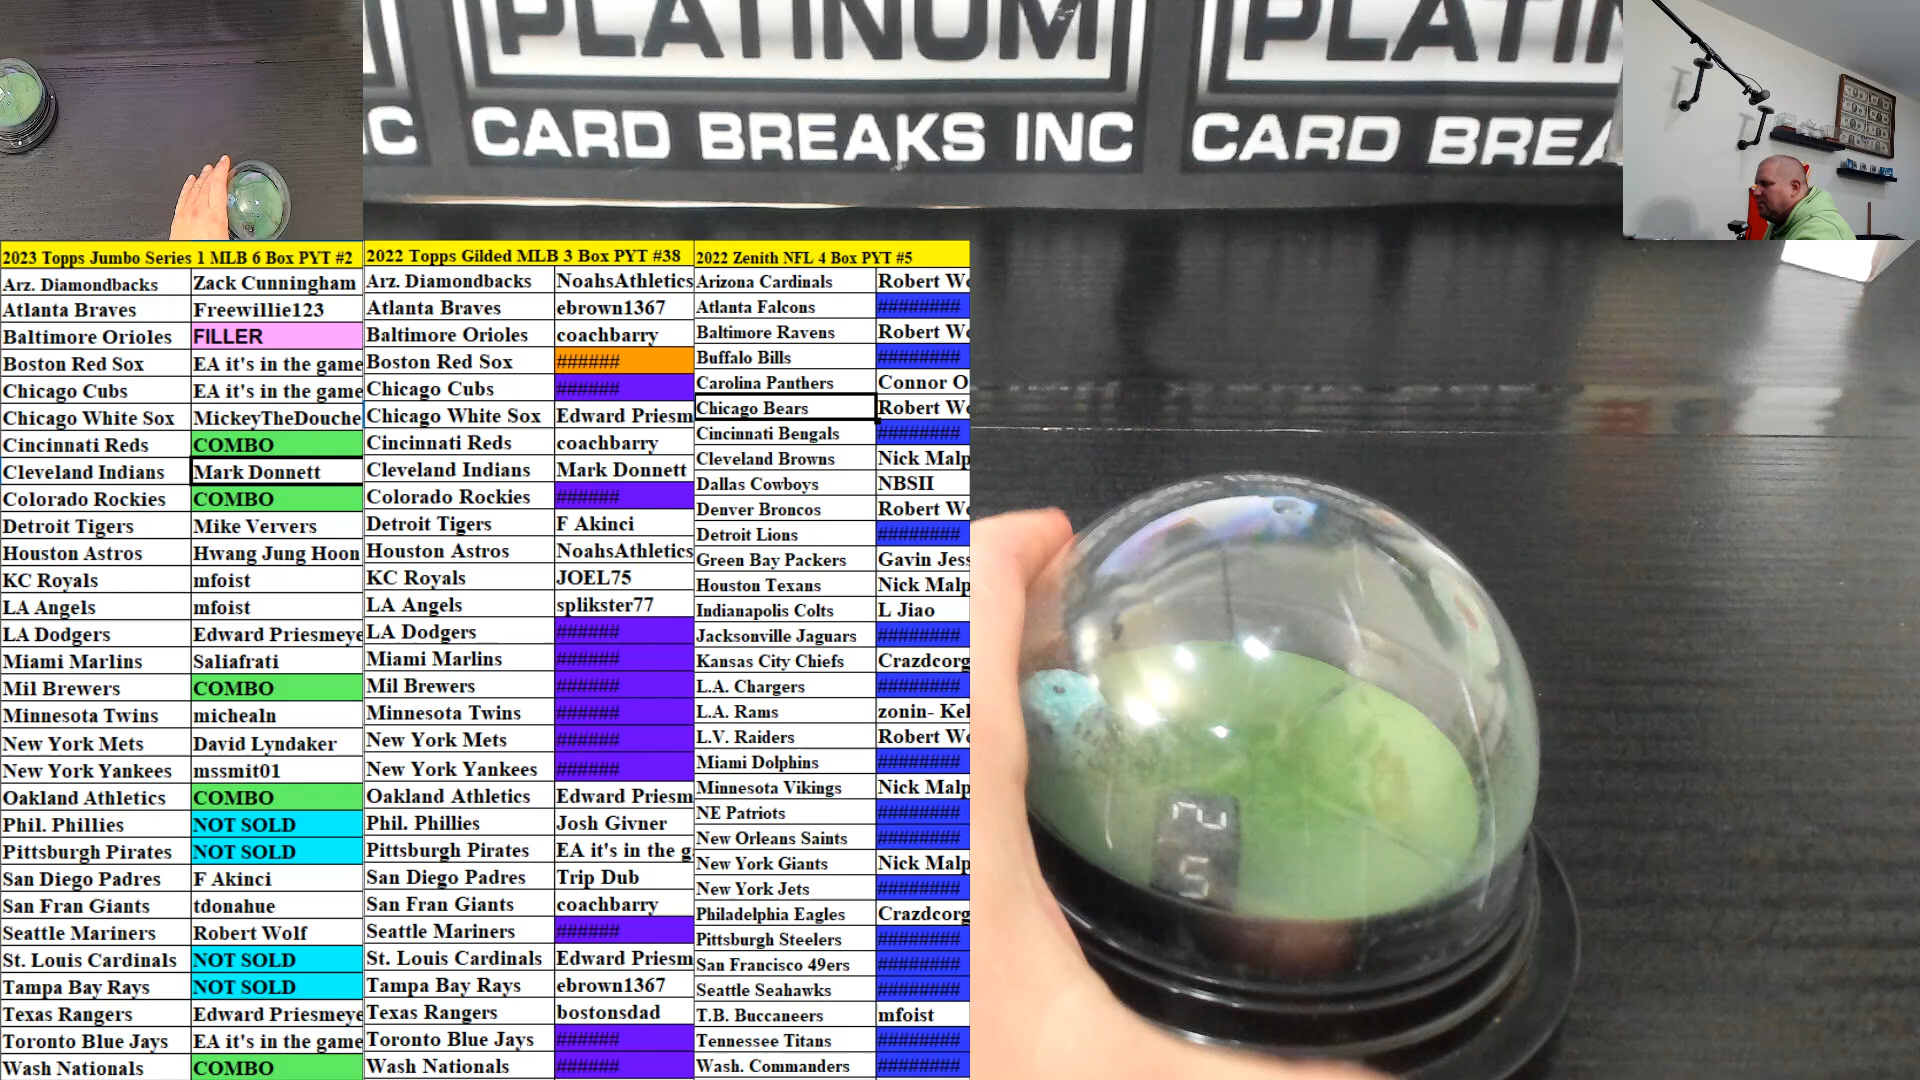 PLATINUM PLATIN
C CARD BREAKS INC CARD BREA
2023 Topps Jumbo Series 1 MLB 6 Box PYT #2
Arz. Diamondbacks Zack Cunningham
Atlanta Braves Freewillie123
Baltimore Orioles FILLER
Boston Red Sox EA it's in the game
Chicago Cubs EA it's in the game
Chicago White Sox MickeyTheDouche
Cincinnati Reds COMBO
Cleveland Indians Mark Donnett
Colorado Rockies COMBO
Detroit Tigers Mike Ververs
Houston Astros Hwang Jung Hoon
KC Royals mfoist
LA Angels mfoist
LA Dodgers Edward Priesmeye
Miami Marlins Saliafrati
Mil Brewers COMBO
Minnesota Twins michealn
New York Mets David Lyndaker
New York Yankees mssmit01
Oakland Athletics COMBO
Phil. Phillies NOT SOLD
Pittsburgh Pirates NOT SOLD
San Diego Padres F Akinci
San Fran Giants tdonahue
Seattle Mariners Robert Wolf
St. Louis Cardinals NOT SOLD
Tampa Bay Rays NOT SOLD
Texas Rangers Edward Priesmeye
Toronto Blue Jays EA it's in the game
Wash Nationals COMBO
2022 Topps Gilded MLB 3 Box PYT #38
Arz. Diamondbacks NoahsAthletics
Atlanta Braves ebrown1367
Baltimore Orioles coachbarry
Boston Red Sox ######
Chicago Cubs ######
Chicago White Sox Edward Priesm
Cincinnati Reds coachbarry
Cleveland Indians Mark Donnett
Colorado Rockies ######
Detroit Tigers F Akinci
Houston Astros NoahsAthletics
KC Royals JOEL75
LA Angels splikster77
LA Dodgers ######
Miami Marlins ######
Mil Brewers ######
Minnesota Twins ######
New York Mets ######
New York Yankees ######
Oakland Athletics Edward Priesm
Phil. Phillies Josh Givner
Pittsburgh Pirates EA it's in the g
San Diego Padres Trip Dub
San Fran Giants coachbarry
Seattle Mariners ######
St. Louis Cardinals Edward Priesm
Tampa Bay Rays ebrown1367
Texas Rangers bostonsdad
Toronto Blue Jays ######
Wash Nationals ######
2022 Zenith NFL 4 Box PYT #5
Arizona Cardinals Robert Wo
Atlanta Falcons ########
Baltimore Ravens Robert Wo
Buffalo Bills ########
Carolina Panthers Connor O
Chicago Bears Robert Wo
Cincinnati Bengals ########
Cleveland Browns Nick Malp
Dallas Cowboys NBSII
Denver Broncos Robert Wo
Detroit Lions ########
Green Bay Packers Gavin Jess
Houston Texans Nick Malp
Indianapolis Colts L Jiao
Jacksonville Jaguars ########
Kansas City Chiefs Crazdcorg
L.A. Chargers ########
L.A. Rams zonin- Kel
L.V. Raiders Robert Wo
Miami Dolphins ########
Minnesota Vikings Nick Malp
NE Patriots ########
New Orleans Saints ########
New York Giants Nick Malp
New York Jets ########
Philadelphia Eagles Crazdcorg
Pittsburgh Steelers ########
San Francisco 49ers ########
Seattle Seahawks ########
T.B. Buccaneers mfoist
Tennessee Titans ########
Wash. Commanders ########